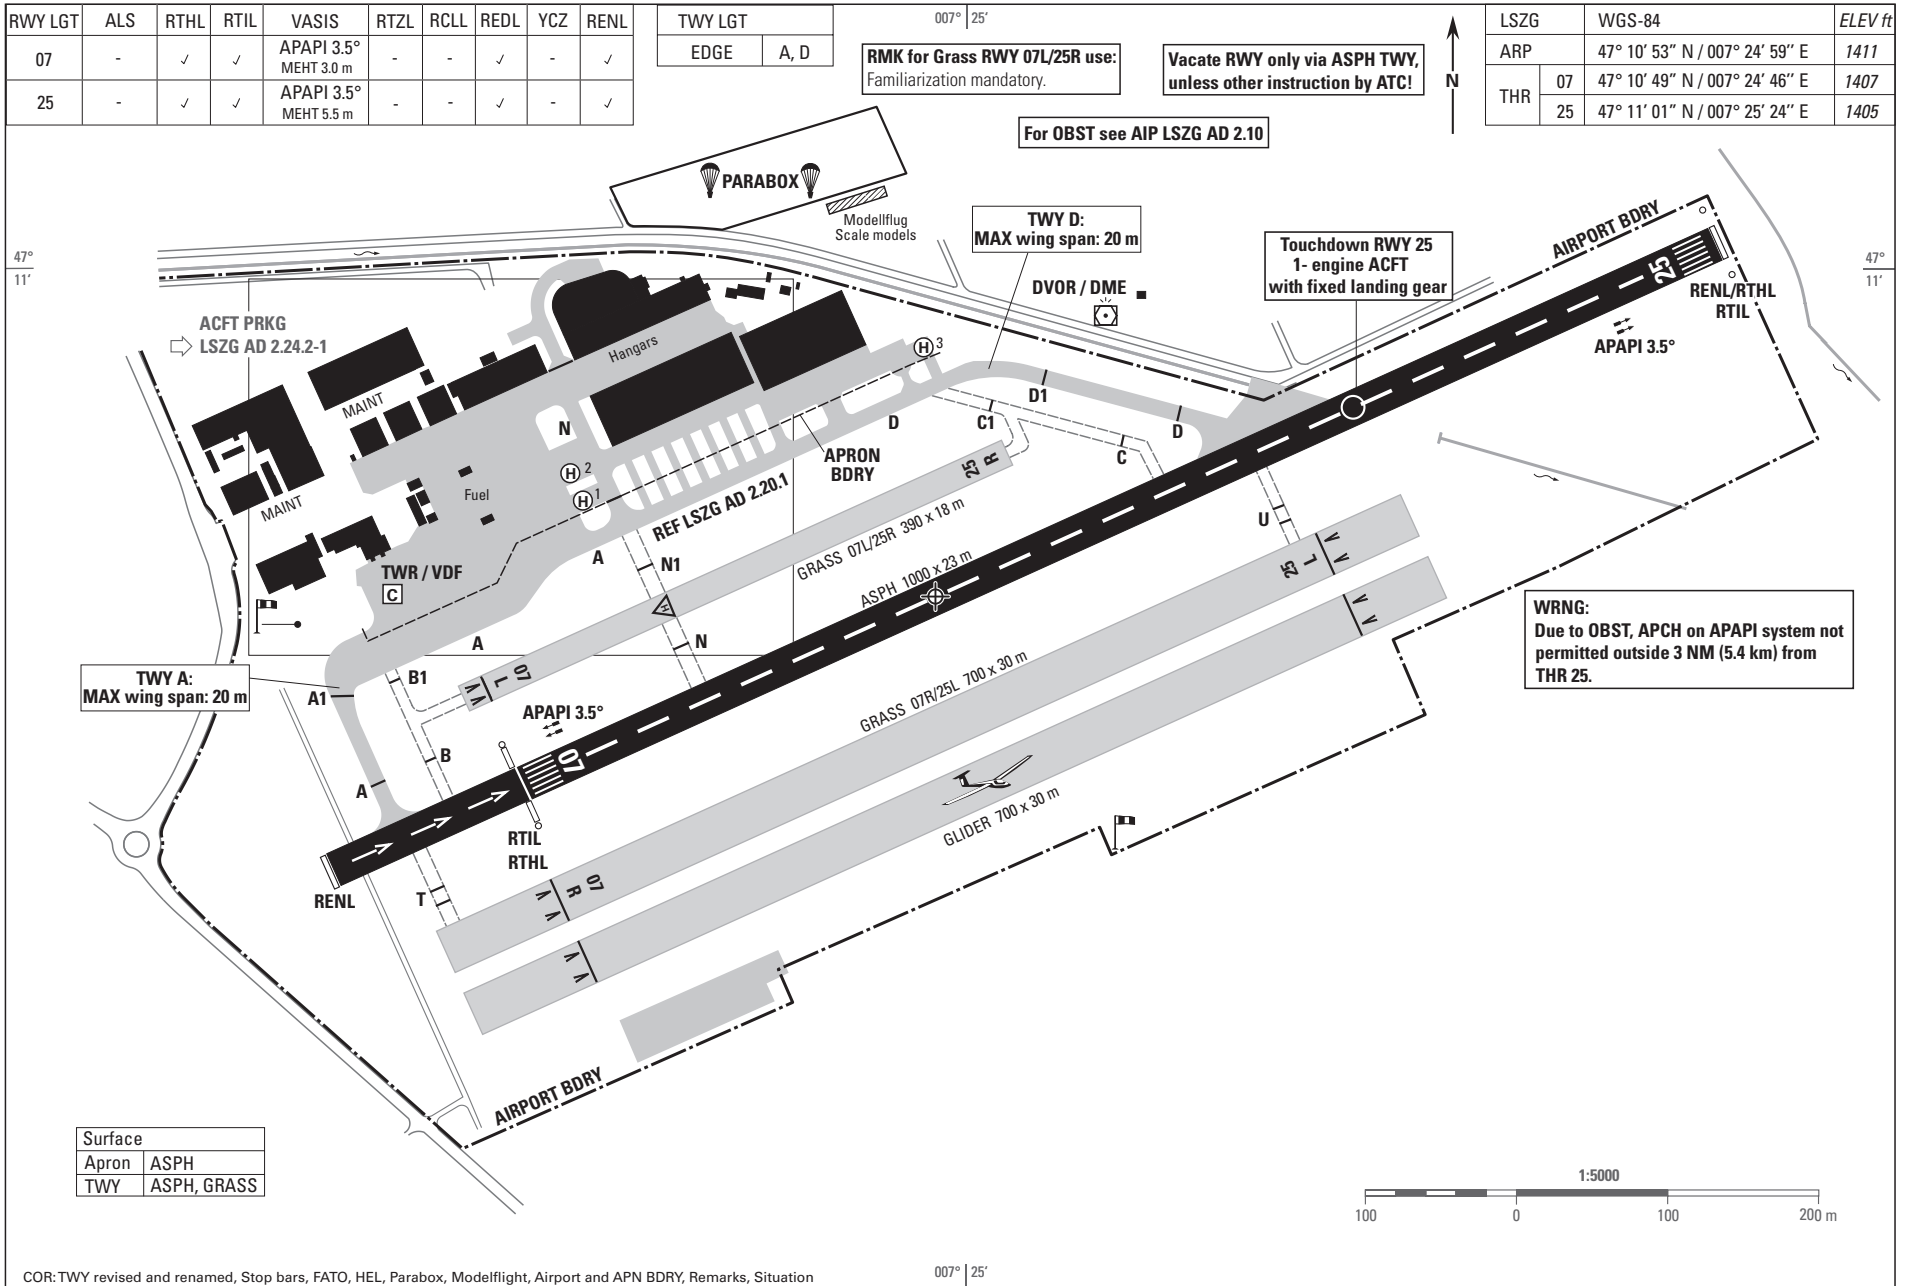 RWY LGT ALS RTHL RTIL VASIS RTZL RCLL REDL YCZ RENL
07 - ✓ ✓ APAPI 3.5° MEHT 3.0 m - - ✓ - ✓
25 - ✓ ✓ APAPI 3.5° MEHT 5.5 m - - ✓ - ✓
TWY LGT
EDGE A, D
007° 25′
RMK for Grass RWY 07L/25R use:
Familiarization mandatory.
Vacate RWY only via ASPH TWY,
unless other instruction by ATC!
N
LSZG WGS-84 ELEV ft
ARP 47° 10′ 53″ N / 007° 24′ 59″ E 1411
THR 07 47° 10′ 49″ N / 007° 24′ 46″ E 1407
25 47° 11′ 01″ N / 007° 25′ 24″ E 1405
For OBST see AIP LSZG AD 2.10
PARABOX
Modellflug
Scale models
TWY D:
MAX wing span: 20 m
AIRPORT BDRY
Touchdown RWY 25
1- engine ACFT
with fixed landing gear
47°
11′
47°
11′
25
RENL/RTHL
RTIL
APAPI 3.5°
DVOR / DME
ACFT PRKG
LSZG AD 2.24.2-1
Hangars
H 3
MAINT
D1
C1
D
D
C
N
APRON
BDRY
H 2
H 1
Fuel
MAINT
25 R
REF LSZG AD 2.20.1
GRASS 07L/25R 390 x 18 m
U
A
N1
ASPH 1000 x 23 m
25 L
TWR / VDF
C
H
A
N
WRNG:
Due to OBST, APCH on APAPI system not
permitted outside 3 NM (5.4 km) from
THR 25.
TWY A:
MAX wing span: 20 m
A1
B1
07 L
GRASS 07R/25L 700 x 30 m
APAPI 3.5°
B
07
A
GLIDER 700 x 30 m
RTIL
RTHL
RENL
T
07 R
AIRPORT BDRY
Surface
Apron ASPH
TWY ASPH, GRASS
1:5000
100 0 100 200 m
COR: TWY revised and renamed, Stop bars, FATO, HEL, Parabox, Modelflight, Airport and APN BDRY, Remarks, Situation
007° 25′